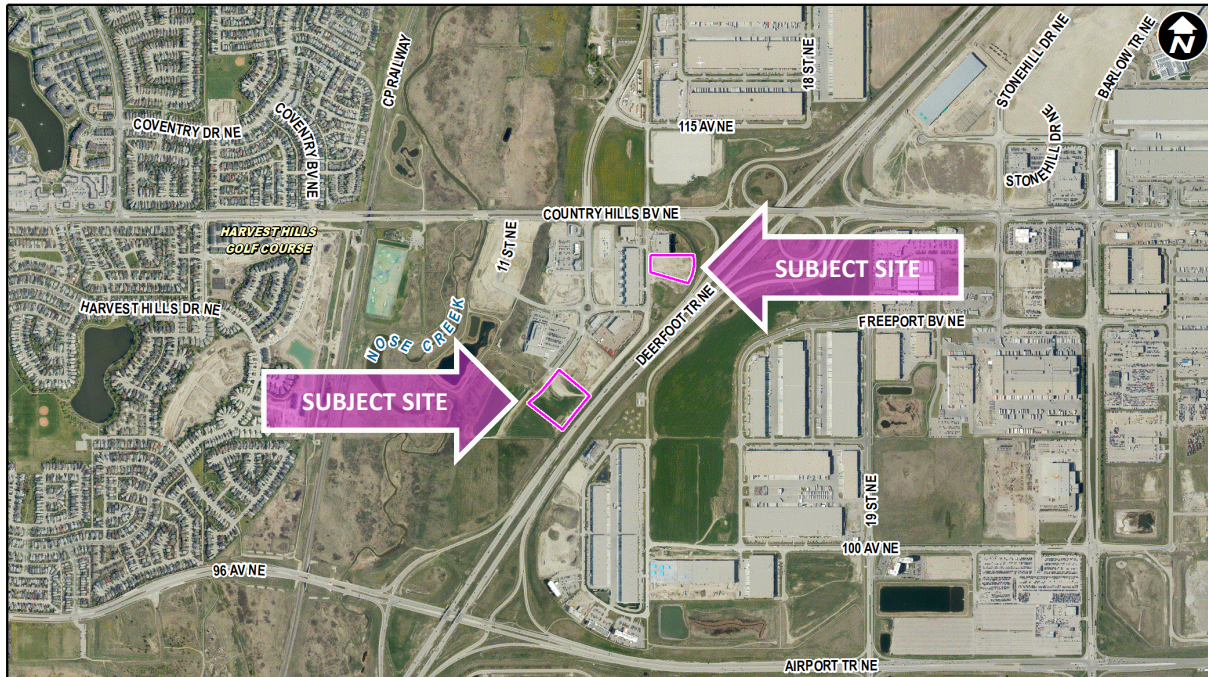 N
CP RAILWAY
18 ST NE
STONEHILL DR NE
BARLOW TR NE
COVENTRY DR NE
COVENTRY BV NE
115 AV NE
STONEHILL DR NE
COUNTRY HILLS BV NE
HARVEST HILLS
GOLF COURSE
11 ST NE
SUBJECT SITE
HARVEST HILLS DR NE
NOSE CREEK
DEERFOOT TR NE
FREEPORT BV NE
SUBJECT SITE
19 ST NE
100 AV NE
96 AV NE
AIRPORT TR NE